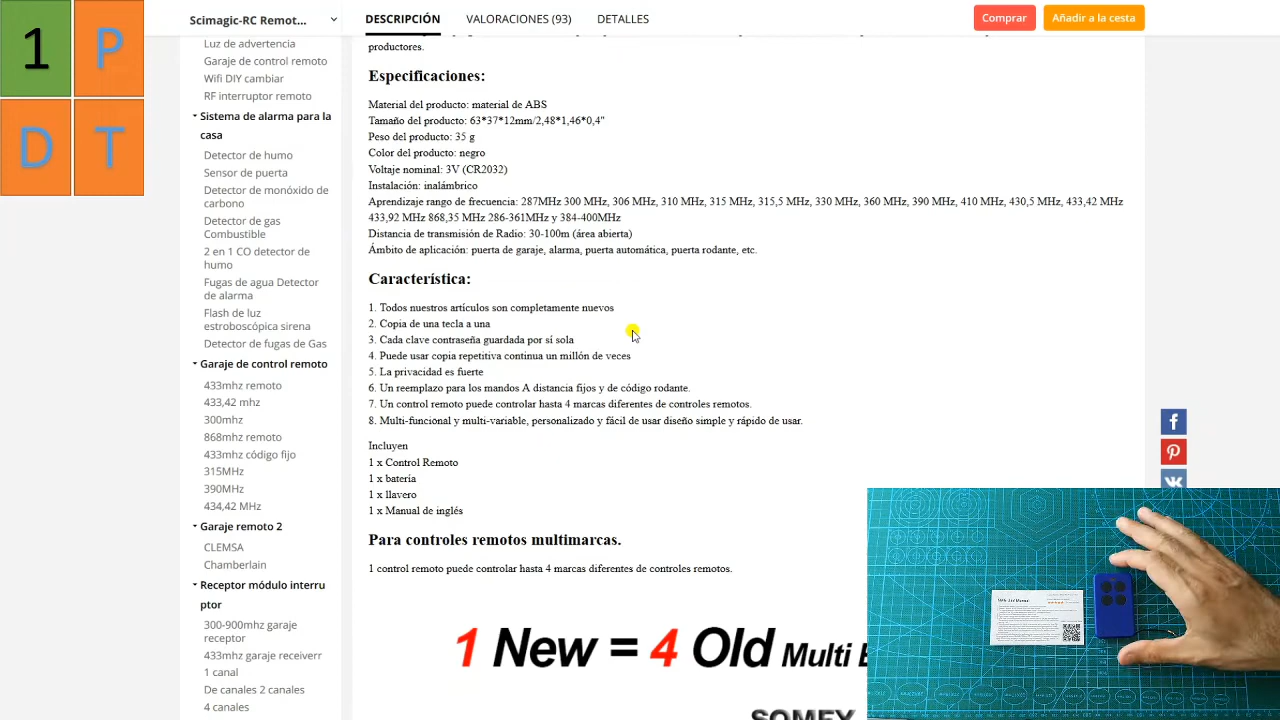 1 P
D T
Scimagic-RC Remot...
DESCRIPCIÓN
VALORACIONES (93)
DETALLES
Comprar
Añadir a la cesta
Luz de advertencia
Garaje de control remoto
Wifi DIY cambiar
RF interruptor remoto
Sistema de alarma para la
casa
Detector de humo
Sensor de puerta
Detector de monóxido de
carbono
Detector de gas
Combustible
2 en 1 CO detector de
humo
Fugas de agua Detector
de alarma
Flash de luz
estroboscópica sirena
Detector de fugas de Gas
Garaje de control remoto
433mhz remoto
433,42 mhz
300mhz
868mhz remoto
433mhz código fijo
315MHz
390MHz
434,42 MHz
Garaje remoto 2
CLEMSA
Chamberlain
Receptor módulo interru
ptor
300-900mhz garaje
receptor
433mhz garaje receiverr
1 canal
De canales 2 canales
4 canales
productores.
Especificaciones:
Material del producto: material de ABS
Tamaño del producto: 63*37*12mm/2,48*1,46*0,4"
Peso del producto: 35 g
Color del producto: negro
Voltaje nominal: 3V (CR2032)
Instalación: inalámbrico
Aprendizaje rango de frecuencia: 287MHz 300 MHz, 306 MHz, 310 MHz, 315 MHz, 315,5 MHz, 330 MHz, 360 MHz, 390 MHz, 410 MHz, 430,5 MHz, 433,42 MHz
433,92 MHz 868,35 MHz 286-361MHz y 384-400MHz
Distancia de transmisión de Radio: 30-100m (área abierta)
Ámbito de aplicación: puerta de garaje, alarma, puerta automática, puerta rodante, etc.
Característica:
1. Todos nuestros artículos son completamente nuevos
2. Copia de una tecla a una
3. Cada clave contraseña guardada por sí sola
4. Puede usar copia repetitiva continua un millón de veces
5. La privacidad es fuerte
6. Un reemplazo para los mandos A distancia fijos y de código rodante.
7. Un control remoto puede controlar hasta 4 marcas diferentes de controles remotos.
8. Multi-funcional y multi-variable, personalizado y fácil de usar diseño simple y rápido de usar.
Incluyen
1 x Control Remoto
1 x batería
1 x llavero
1 x Manual de inglés
Para controles remotos multimarcas.
1 control remoto puede controlar hasta 4 marcas diferentes de controles remotos.
1 New = 4 Old Multi
SOMFY